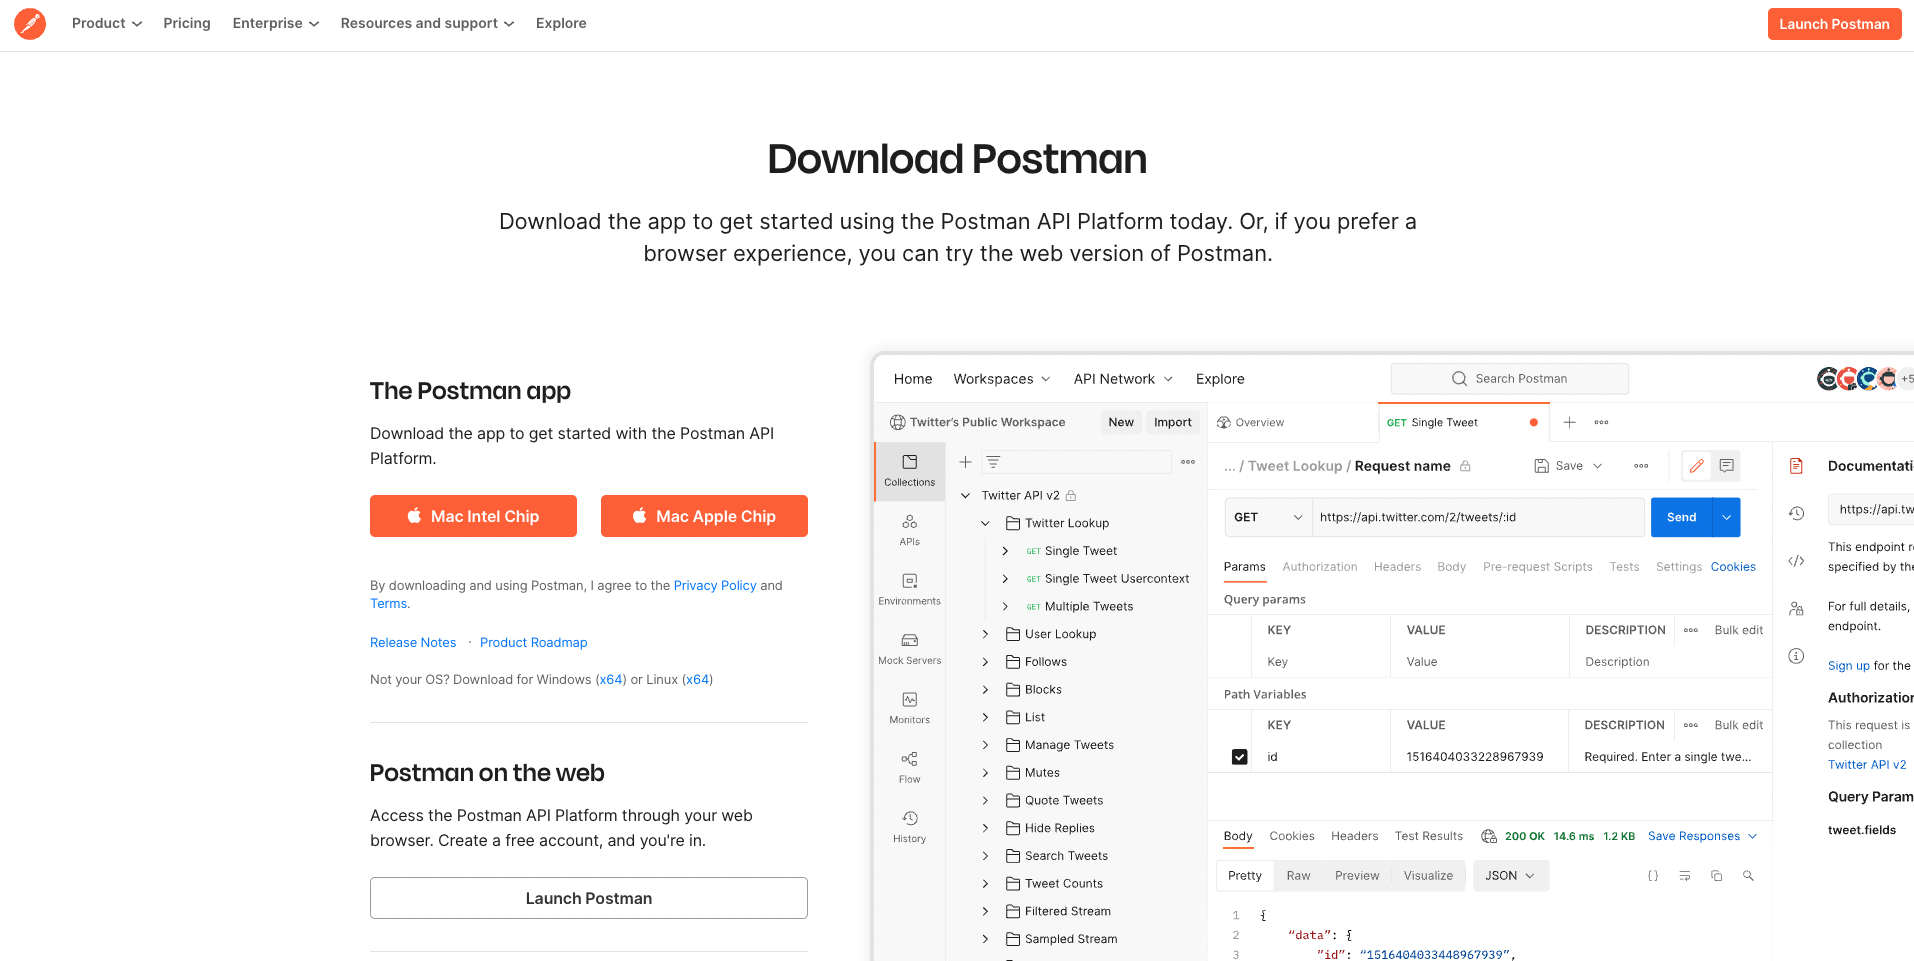 Product
Pricing
Enterprise
Resources and support
Explore
Launch Postman
Download Postman
Download the app to get started using the Postman API Platform today. Or, if you prefer a
browser experience, you can try the web version of Postman.
The Postman app
Download the app to get started with the Postman API
Platform.
Mac Intel Chip
Mac Apple Chip
By downloading and using Postman, I agree to the Privacy Policy and
Terms.
Release Notes · Product Roadmap
Not your OS? Download for Windows (x64) or Linux (x64)
Postman on the web
Access the Postman API Platform through your web
browser. Create a free account, and you're in.
Launch Postman
Home
Workspaces
API Network
Explore
Search Postman
+5
Twitter's Public Workspace
New
Import
Overview
GET Single Tweet
Collections
APIs
Environments
Mock Servers
Monitors
Flow
History
Twitter API v2
Twitter Lookup
GET Single Tweet
GET Single Tweet Usercontext
GET Multiple Tweets
User Lookup
Follows
Blocks
List
Manage Tweets
Mutes
Quote Tweets
Hide Replies
Search Tweets
Tweet Counts
Filtered Stream
Sampled Stream
... / Tweet Lookup / Request name
Save
GET
https://api.twitter.com/2/tweets/:id
Send
Params
Authorization
Headers
Body
Pre-request Scripts
Tests
Settings
Cookies
Query params
KEY
VALUE
DESCRIPTION
Bulk edit
Key
Value
Description
Path Variables
KEY
VALUE
DESCRIPTION
Bulk edit
id
1516404033228967939
Required. Enter a single twe...
Body
Cookies
Headers
Test Results
200 OK
14.6 ms
1.2 KB
Save Responses
Pretty
Raw
Preview
Visualize
JSON
1 {
2 “data”: {
3 “id”: “1516404033448967939”,
Documentati
https://api.tw
This endpoint r
specified by the
For full details,
endpoint.
Sign up for the
Authorization
This request is
collection
Twitter API v2
Query Param
tweet.fields